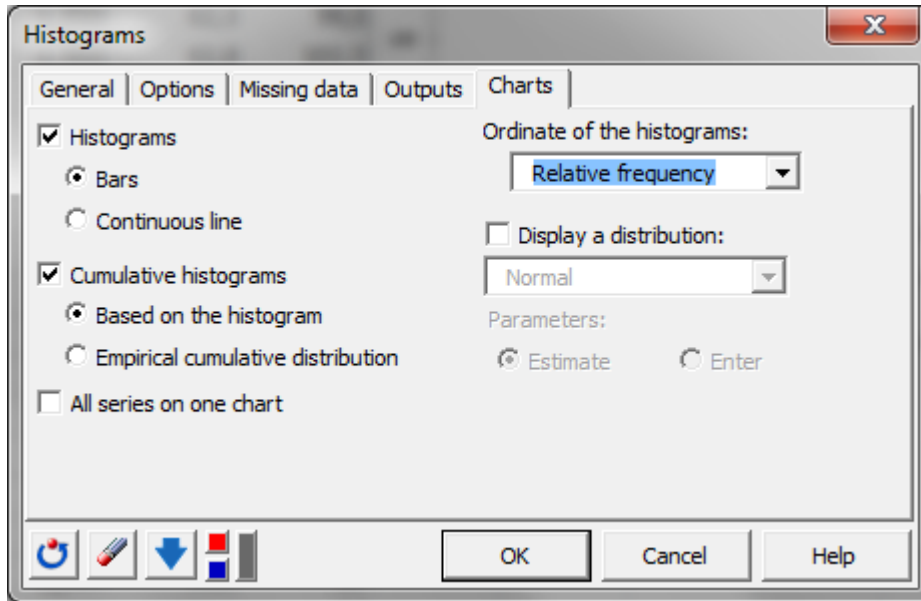 Histograms
General
Options
Missing data
Outputs
Charts
Histograms
Bars
Continuous line
Cumulative histograms
Based on the histogram
Empirical cumulative distribution
All series on one chart
Ordinate of the histograms:
Relative frequency
Display a distribution:
Normal
Parameters:
Estimate
Enter
OK
Cancel
Help